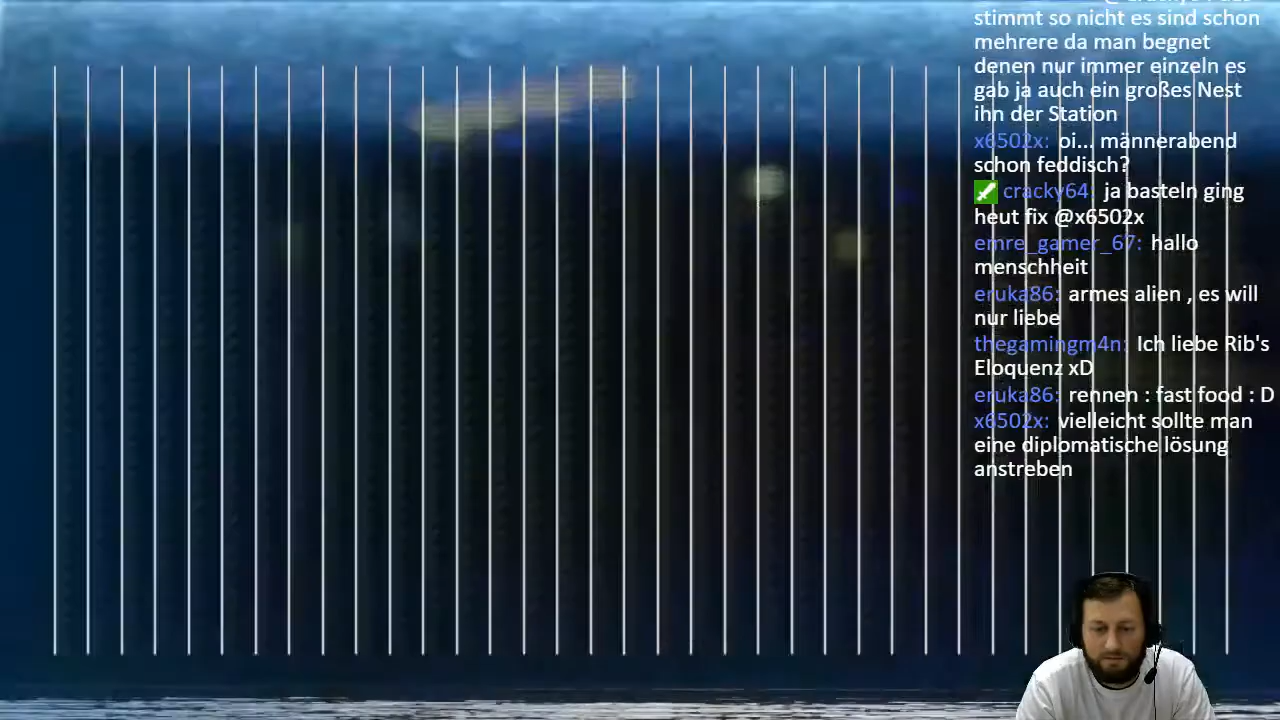 stimmt so nicht es sind schon
mehrere da man begnet
denen nur immer einzeln es
gab ja auch ein großes Nest
ihn der Station
x6502x: oi... männerabend
schon feddisch?
cracky64: ja basteln ging
heut fix @x6502x
emre_gamer_67: hallo
menschheit
eruka86: armes alien , es will
nur liebe
thegamingm4n: Ich liebe Rib's
Eloquenz xD
eruka86: rennen : fast food : D
x6502x: vielleicht sollte man
eine diplomatische lösung
anstreben